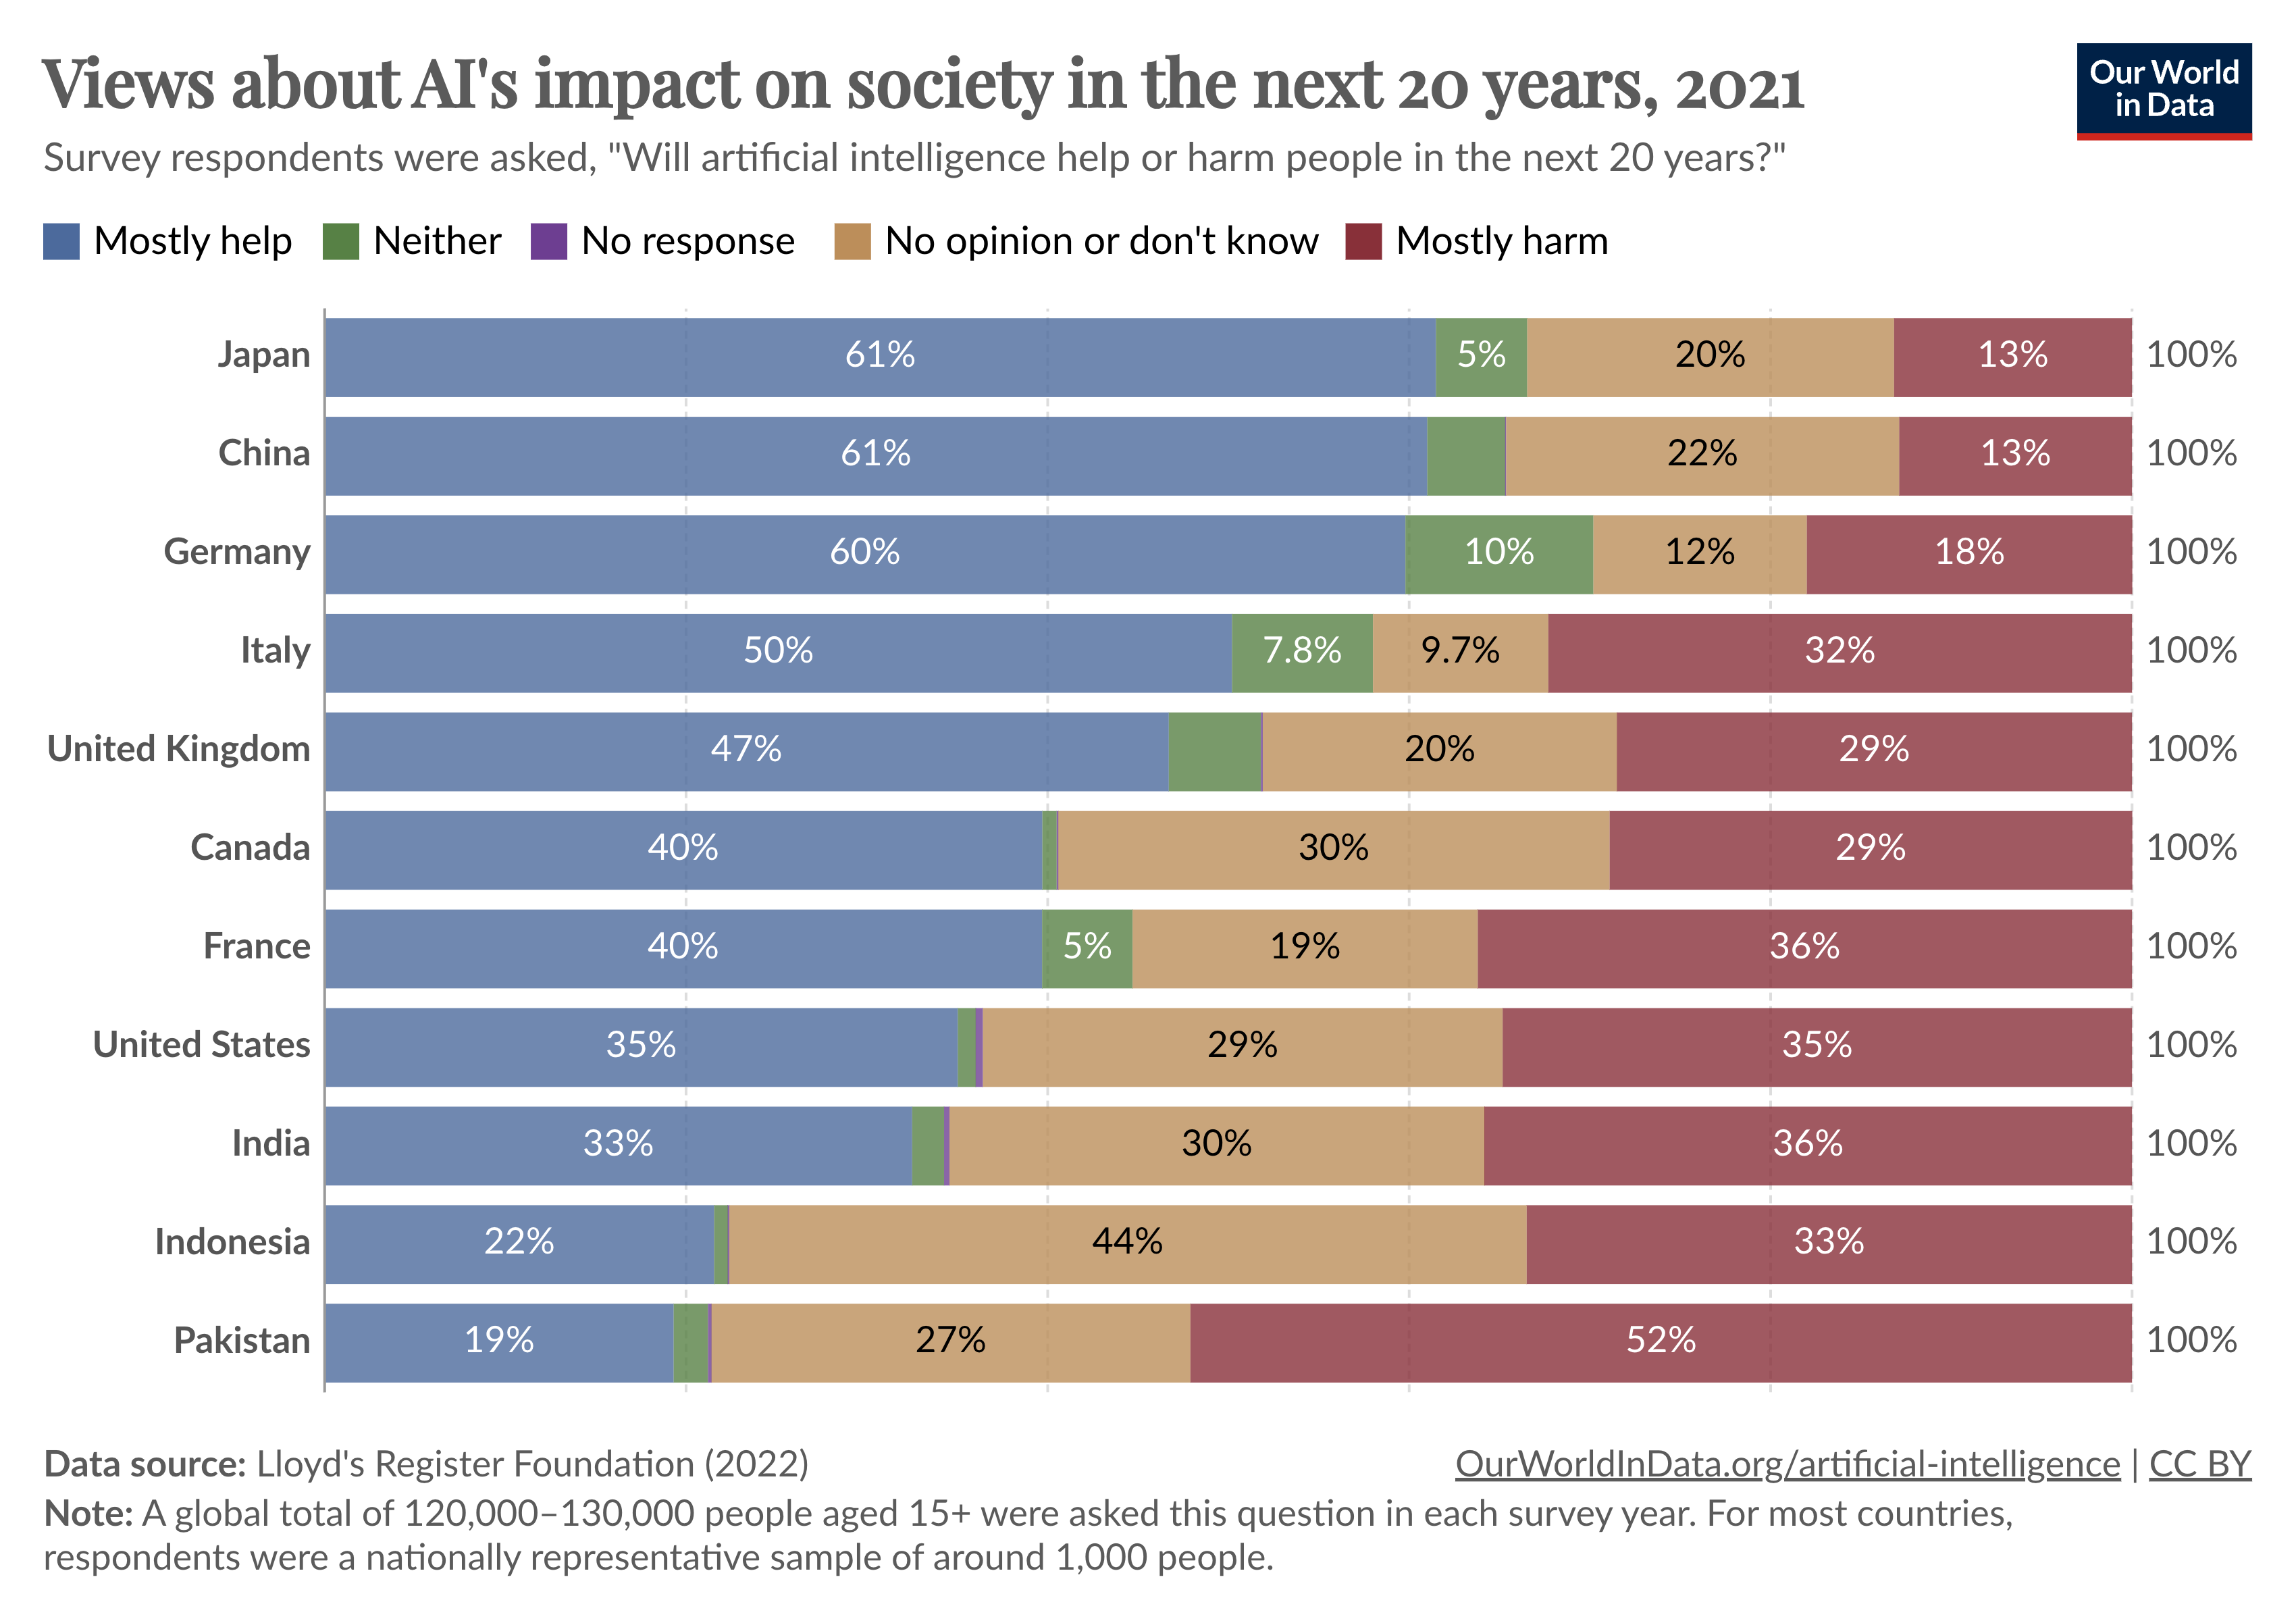 Views about AI's impact on society in the next 20 years, 2021
Our World
in Data
Survey respondents were asked, "Will artificial intelligence help or harm people in the next 20 years?"
Mostly help Neither No response No opinion or don't know Mostly harm
Japan 61% 5% 20% 13% 100%
China 61% 22% 13% 100%
Germany 60% 10% 12% 18% 100%
Italy 50% 7.8% 9.7% 32% 100%
United Kingdom 47% 20% 29% 100%
Canada 40% 30% 29% 100%
France 40% 5% 19% 36% 100%
United States 35% 29% 35% 100%
India 33% 30% 36% 100%
Indonesia 22% 44% 33% 100%
Pakistan 19% 27% 52% 100%
Data source: Lloyd's Register Foundation (2022) OurWorldInData.org/artificial-intelligence | CC BY
Note: A global total of 120,000–130,000 people aged 15+ were asked this question in each survey year. For most countries,
respondents were a nationally representative sample of around 1,000 people.